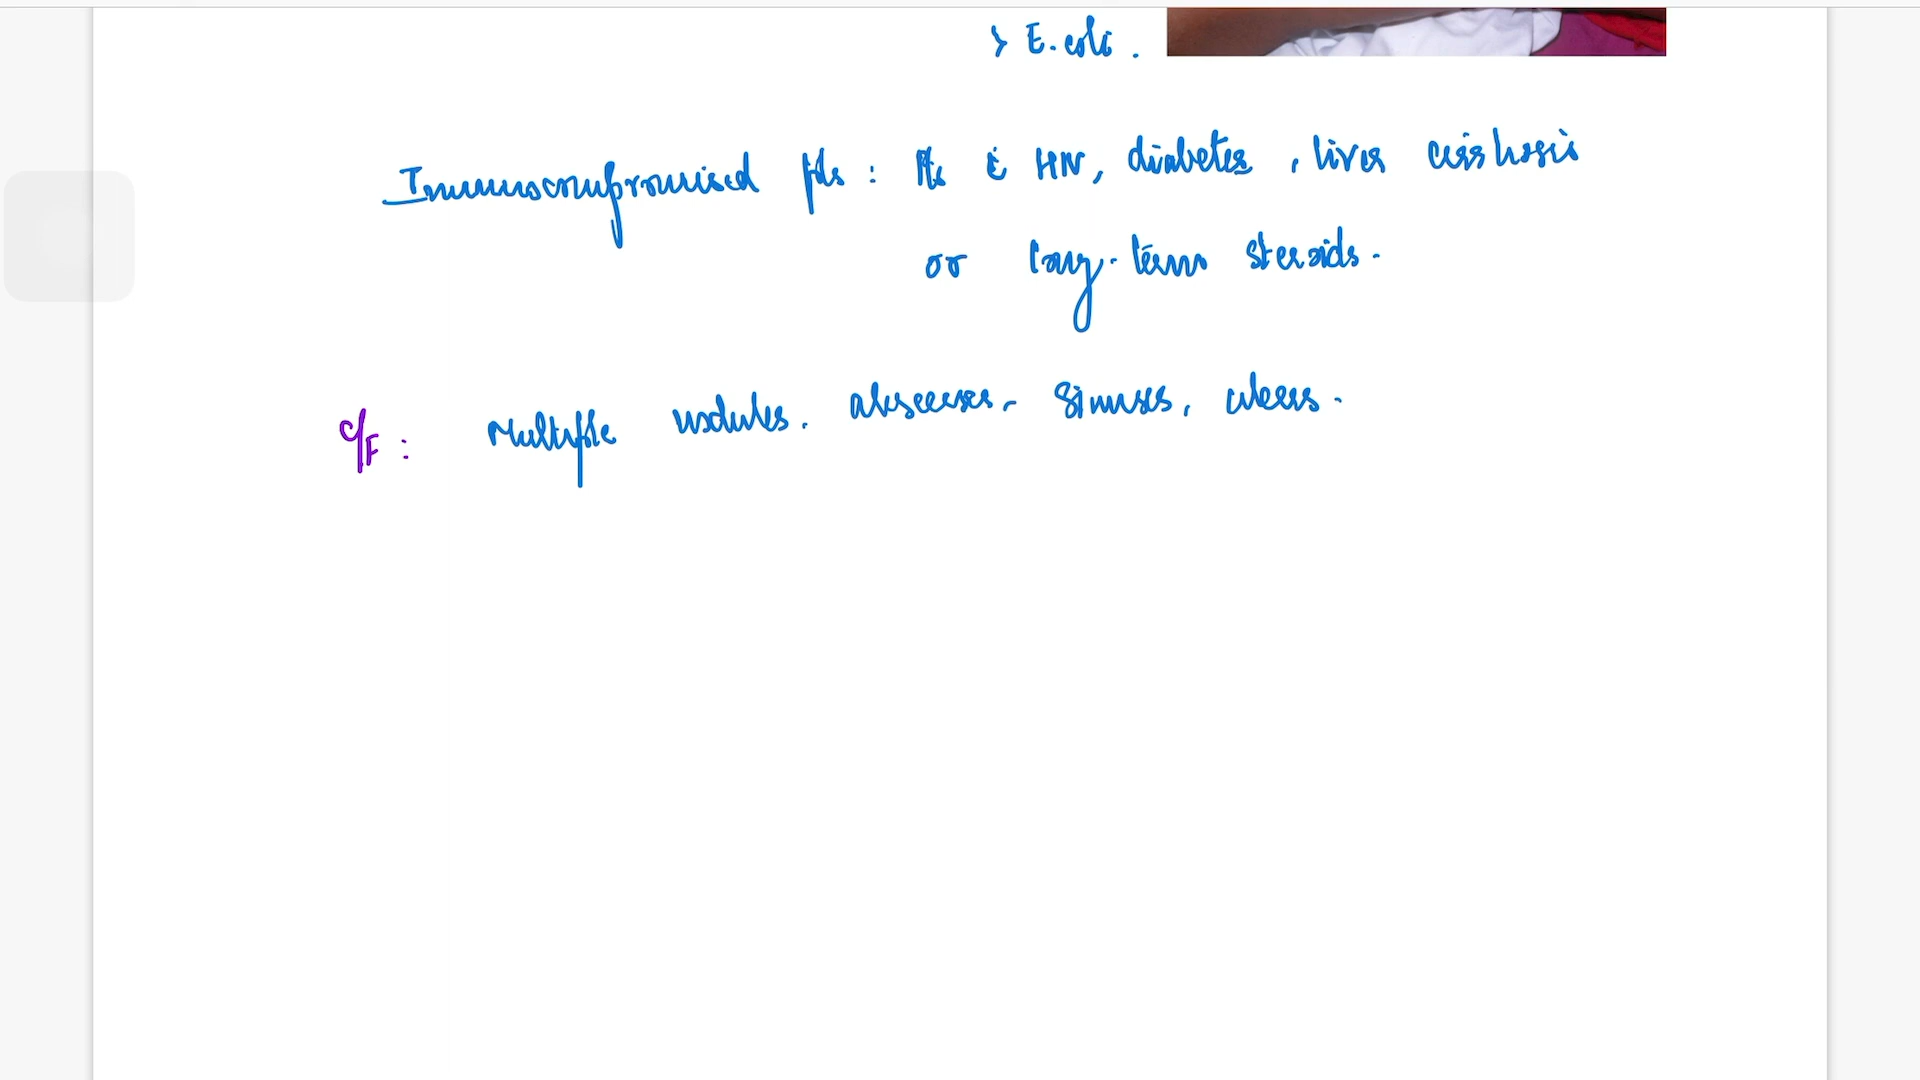 > E. coli.
Immunocompromised pts : Pts c̄ HIV, diabetes, liver cirrhosis
or long-term steroids.
C/F : Multiple nodules, abscesses, sinuses, ulcers.